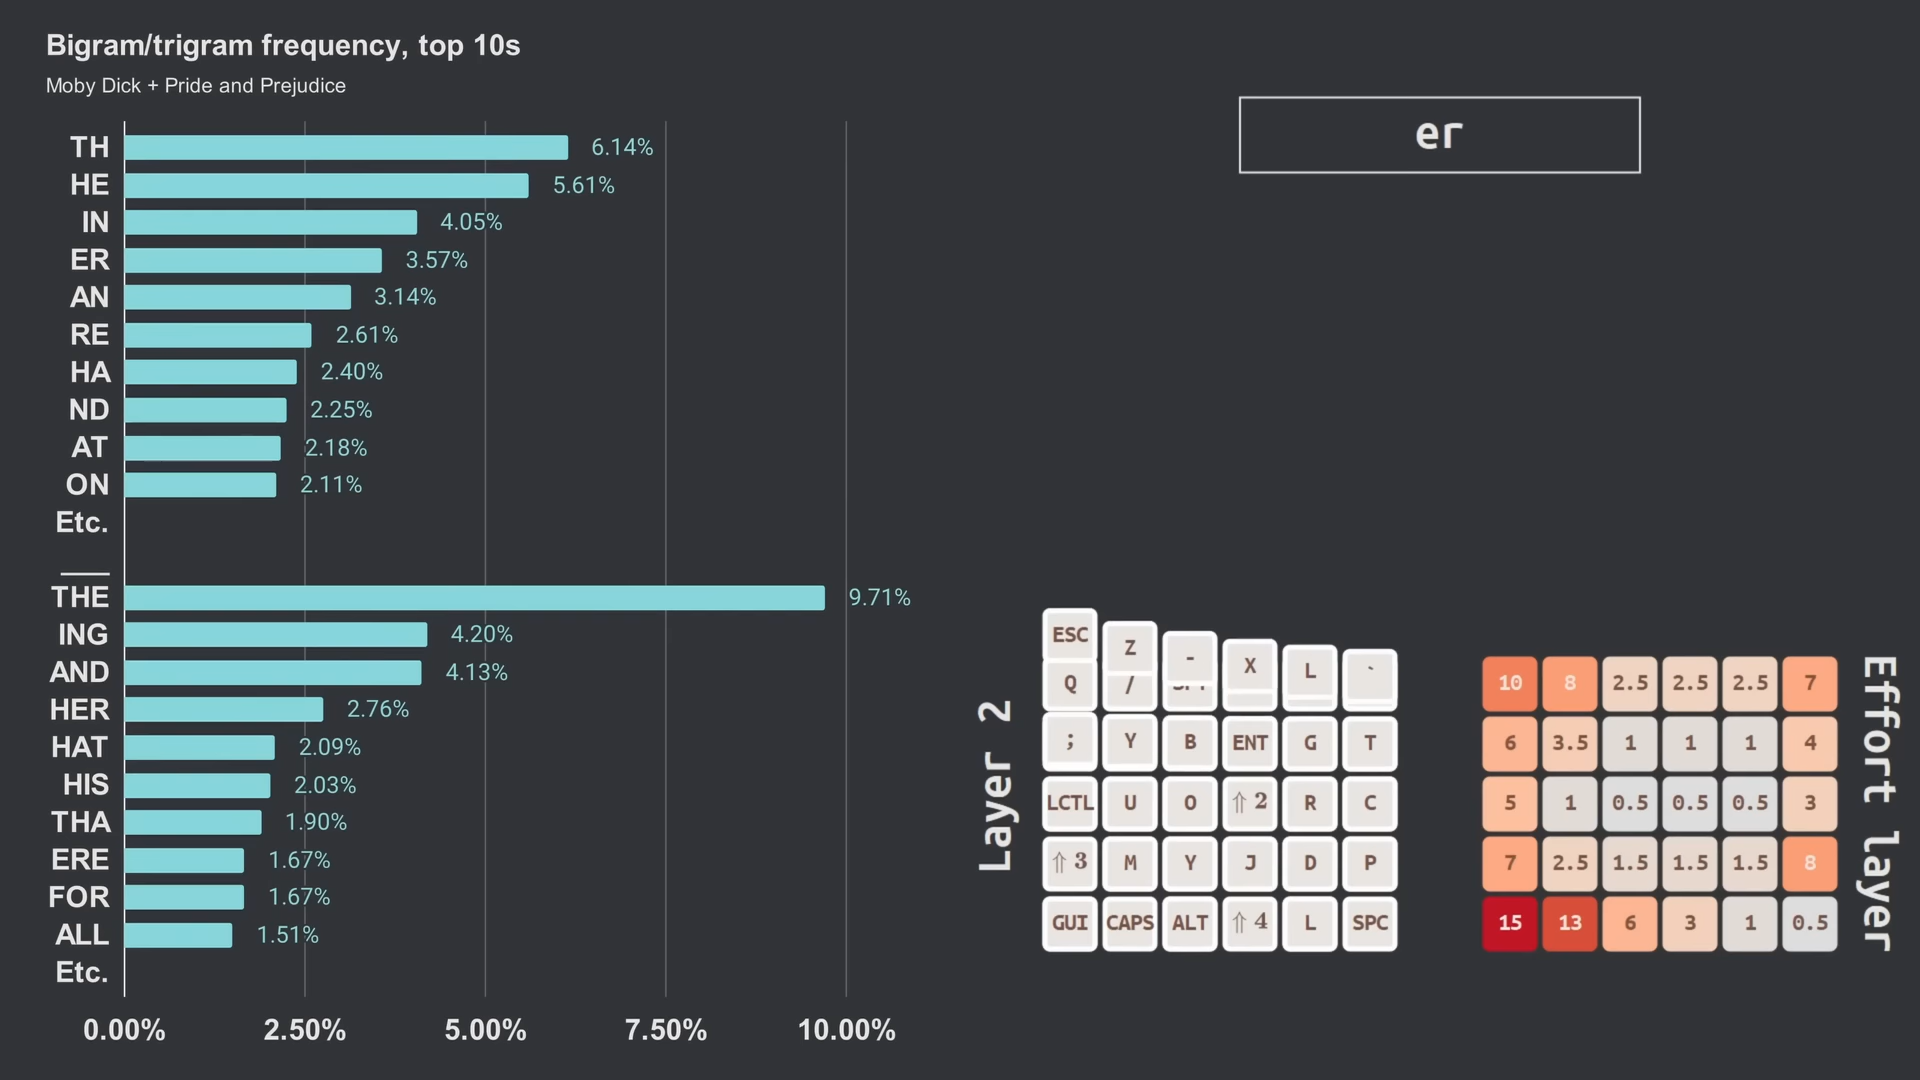 Bigram/trigram frequency, top 10s
Moby Dick + Pride and Prejudice
TH 6.14%
HE 5.61%
IN 4.05%
ER 3.57%
AN 3.14%
RE 2.61%
HA 2.40%
ND 2.25%
AT 2.18%
ON 2.11%
Etc.
THE 9.71%
ING 4.20%
AND 4.13%
HER 2.76%
HAT 2.09%
HIS 2.03%
THA 1.90%
ERE 1.67%
FOR 1.67%
ALL 1.51%
Etc.
0.00% 2.50% 5.00% 7.50% 10.00%
er
Layer 2
ESC Z - X L `
Q /
; Y B ENT G T
LCTL U O ⇑2 R C
⇑3 M Y J D P
GUI CAPS ALT ⇑4 L SPC
10 8 2.5 2.5 2.5 7
6 3.5 1 1 1 4
5 1 0.5 0.5 0.5 3
7 2.5 1.5 1.5 1.5 8
15 13 6 3 1 0.5
Effort layer